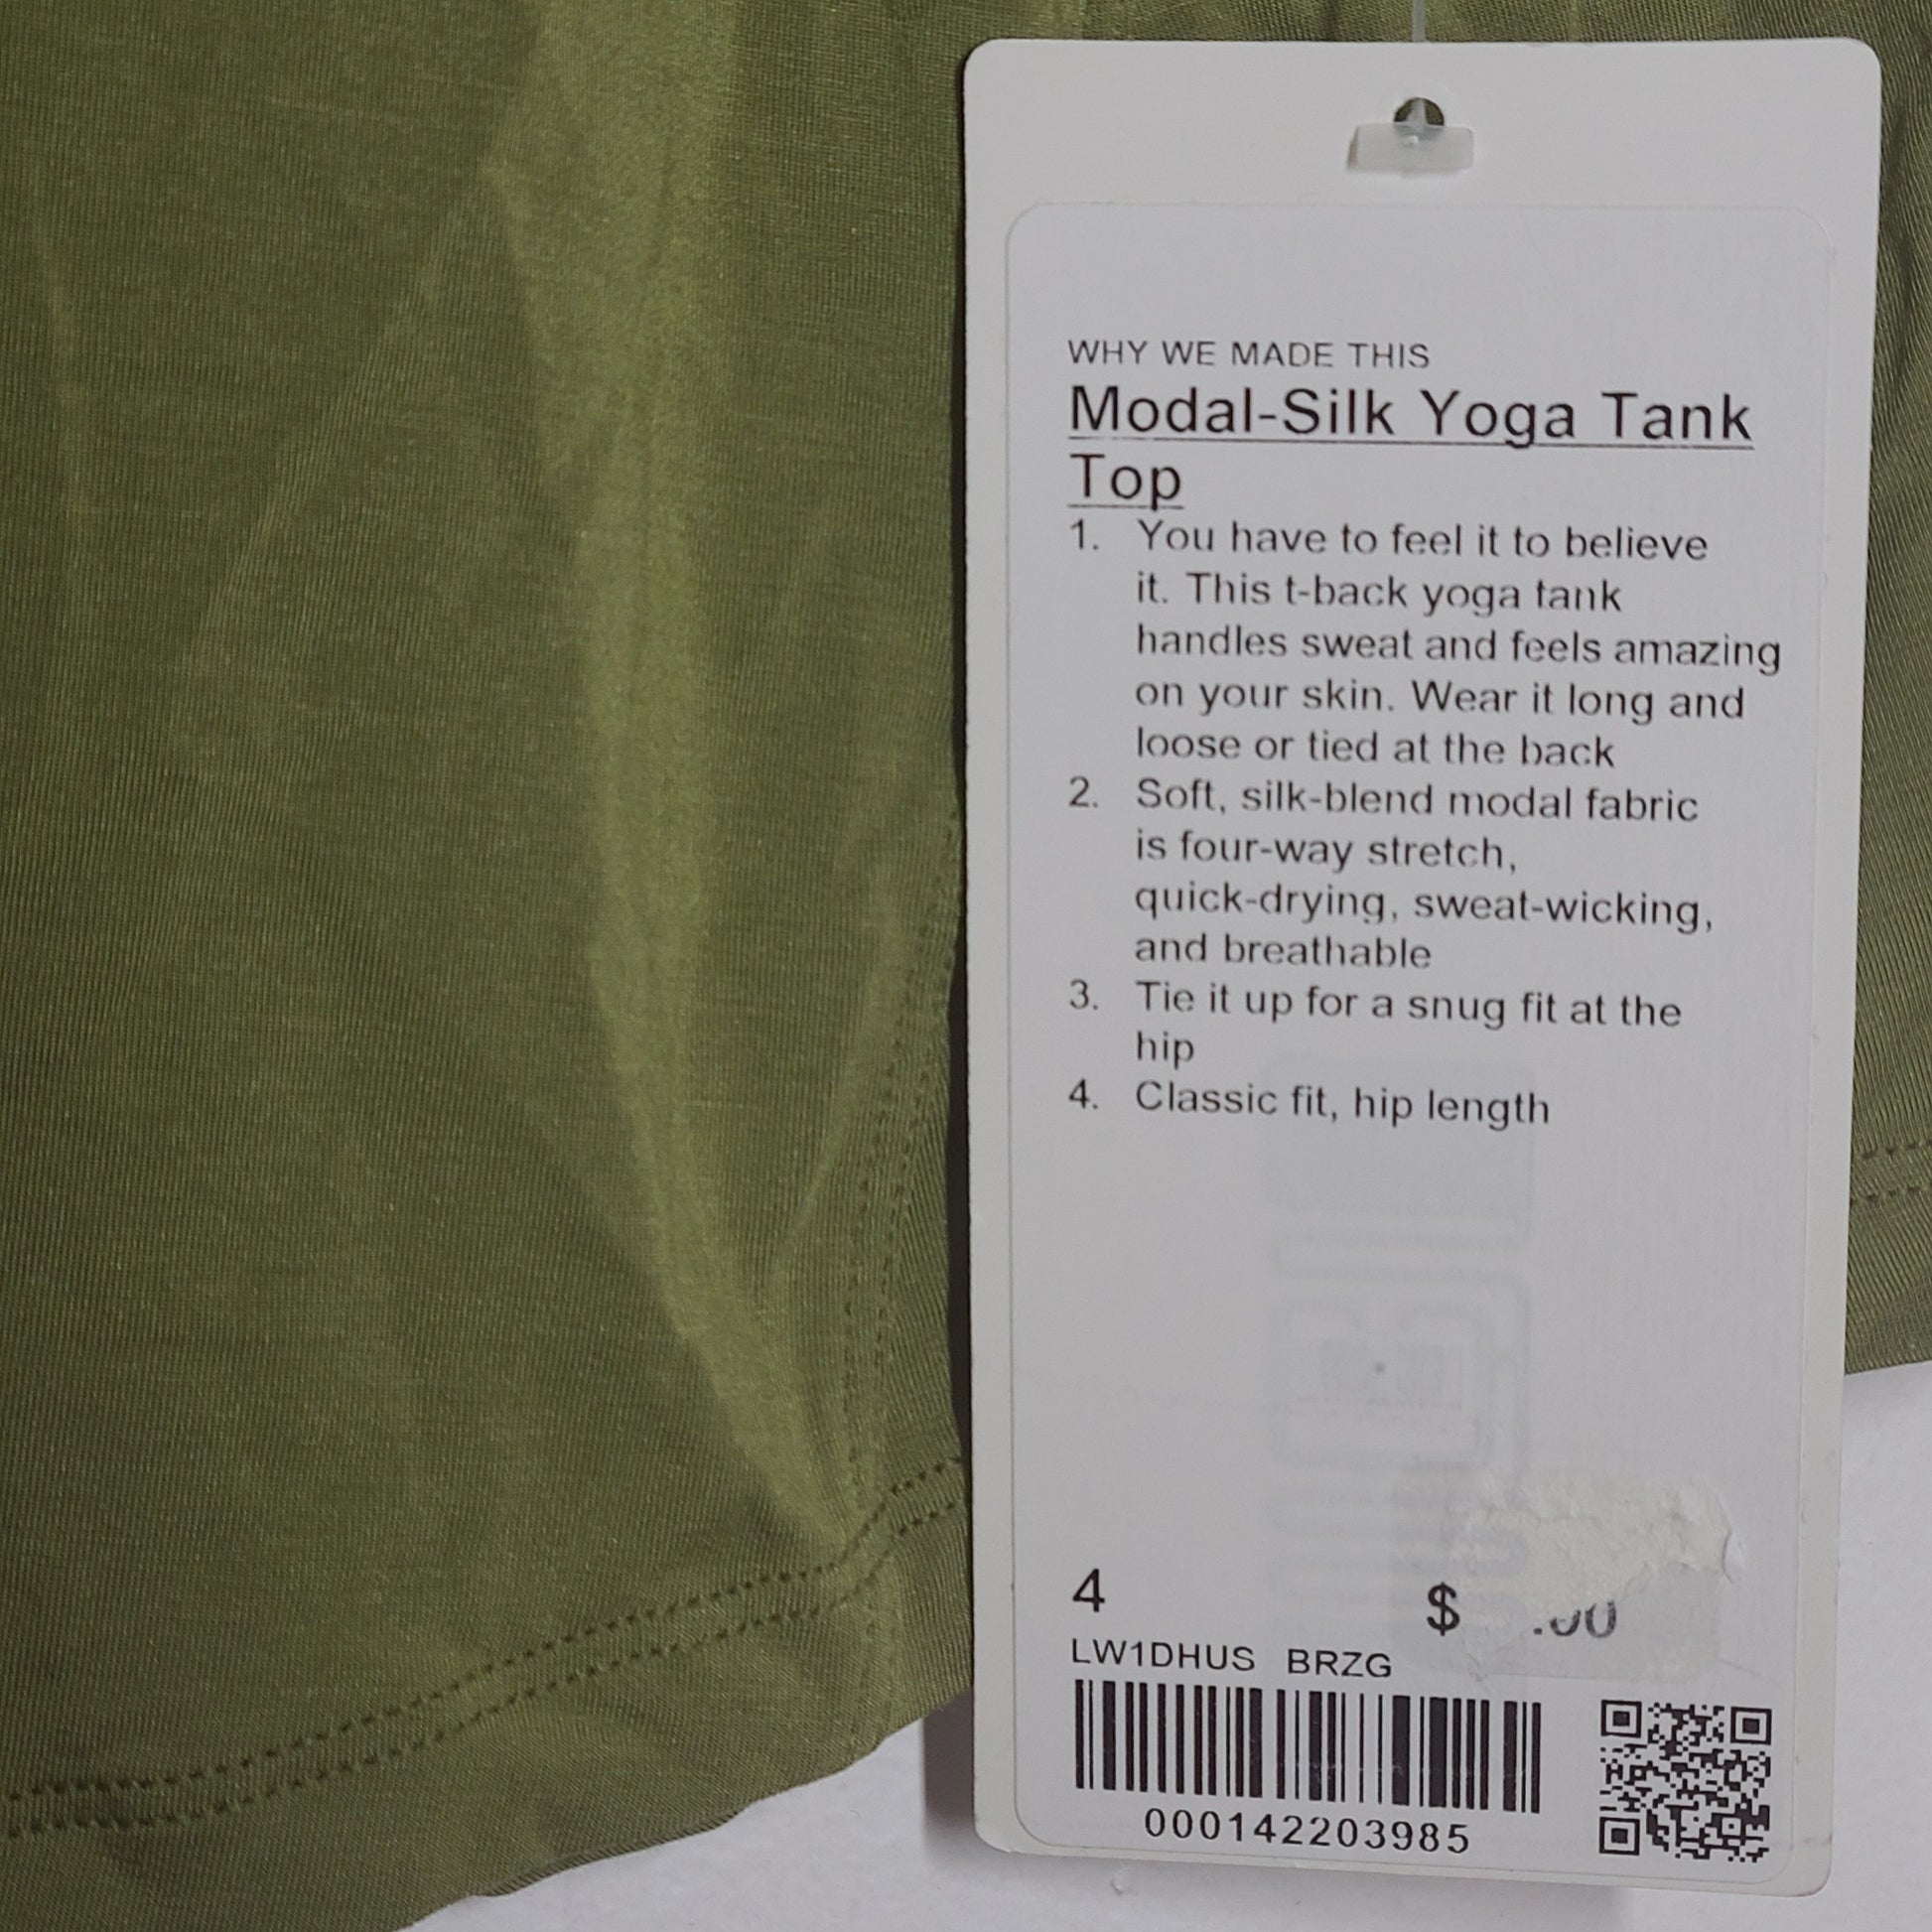 WHY WE MADE THIS
Modal-Silk Yoga Tank
Top
1. You have to feel it to believe
it. This t-back yoga tank
handles sweat and feels amazing
on your skin. Wear it long and
loose or tied at the back
2. Soft, silk-blend modal fabric
is four-way stretch,
quick-drying, sweat-wicking,
and breathable
3. Tie it up for a snug fit at the
hip
4. Classic fit, hip length
4 $ .00
LW1DHUS BRZG
000142203985